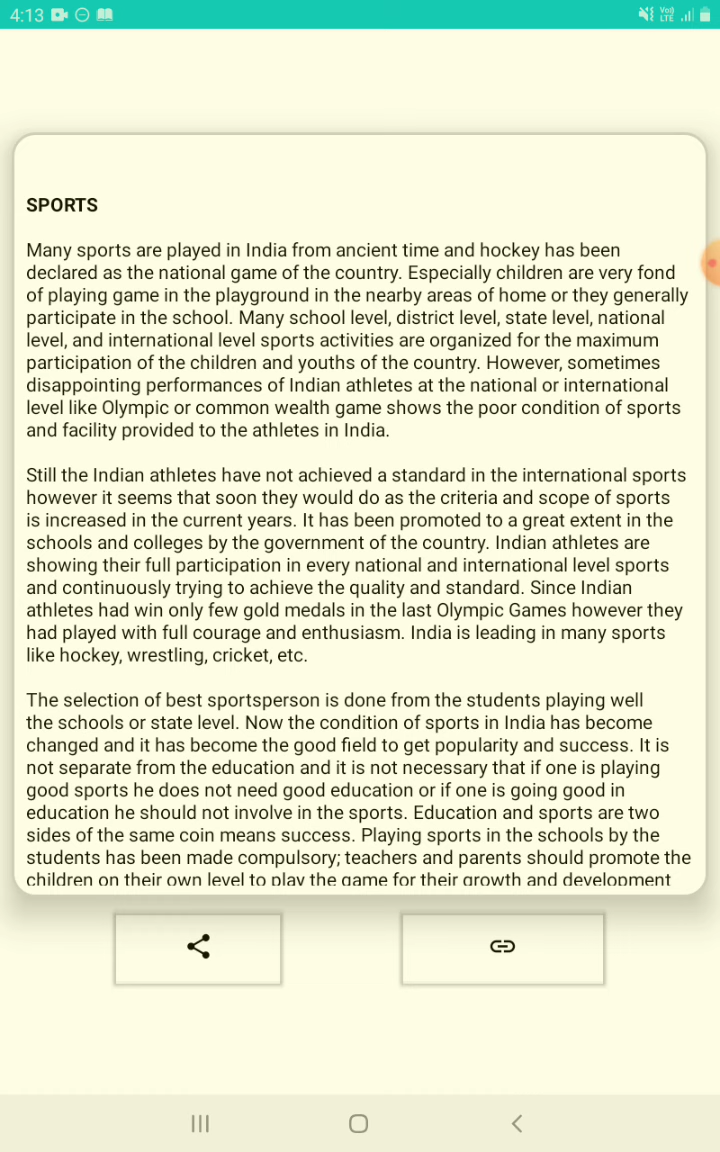 4:13
Vo)) LTE
SPORTS
Many sports are played in India from ancient time and hockey has been
declared as the national game of the country. Especially children are very fond
of playing game in the playground in the nearby areas of home or they generally
participate in the school. Many school level, district level, state level, national
level, and international level sports activities are organized for the maximum
participation of the children and youths of the country. However, sometimes
disappointing performances of Indian athletes at the national or international
level like Olympic or common wealth game shows the poor condition of sports
and facility provided to the athletes in India.
Still the Indian athletes have not achieved a standard in the international sports
however it seems that soon they would do as the criteria and scope of sports
is increased in the current years. It has been promoted to a great extent in the
schools and colleges by the government of the country. Indian athletes are
showing their full participation in every national and international level sports
and continuously trying to achieve the quality and standard. Since Indian
athletes had win only few gold medals in the last Olympic Games however they
had played with full courage and enthusiasm. India is leading in many sports
like hockey, wrestling, cricket, etc.
The selection of best sportsperson is done from the students playing well
the schools or state level. Now the condition of sports in India has become
changed and it has become the good field to get popularity and success. It is
not separate from the education and it is not necessary that if one is playing
good sports he does not need good education or if one is going good in
education he should not involve in the sports. Education and sports are two
sides of the same coin means success. Playing sports in the schools by the
students has been made compulsory; teachers and parents should promote the
children on their own level to play the game for their growth and development